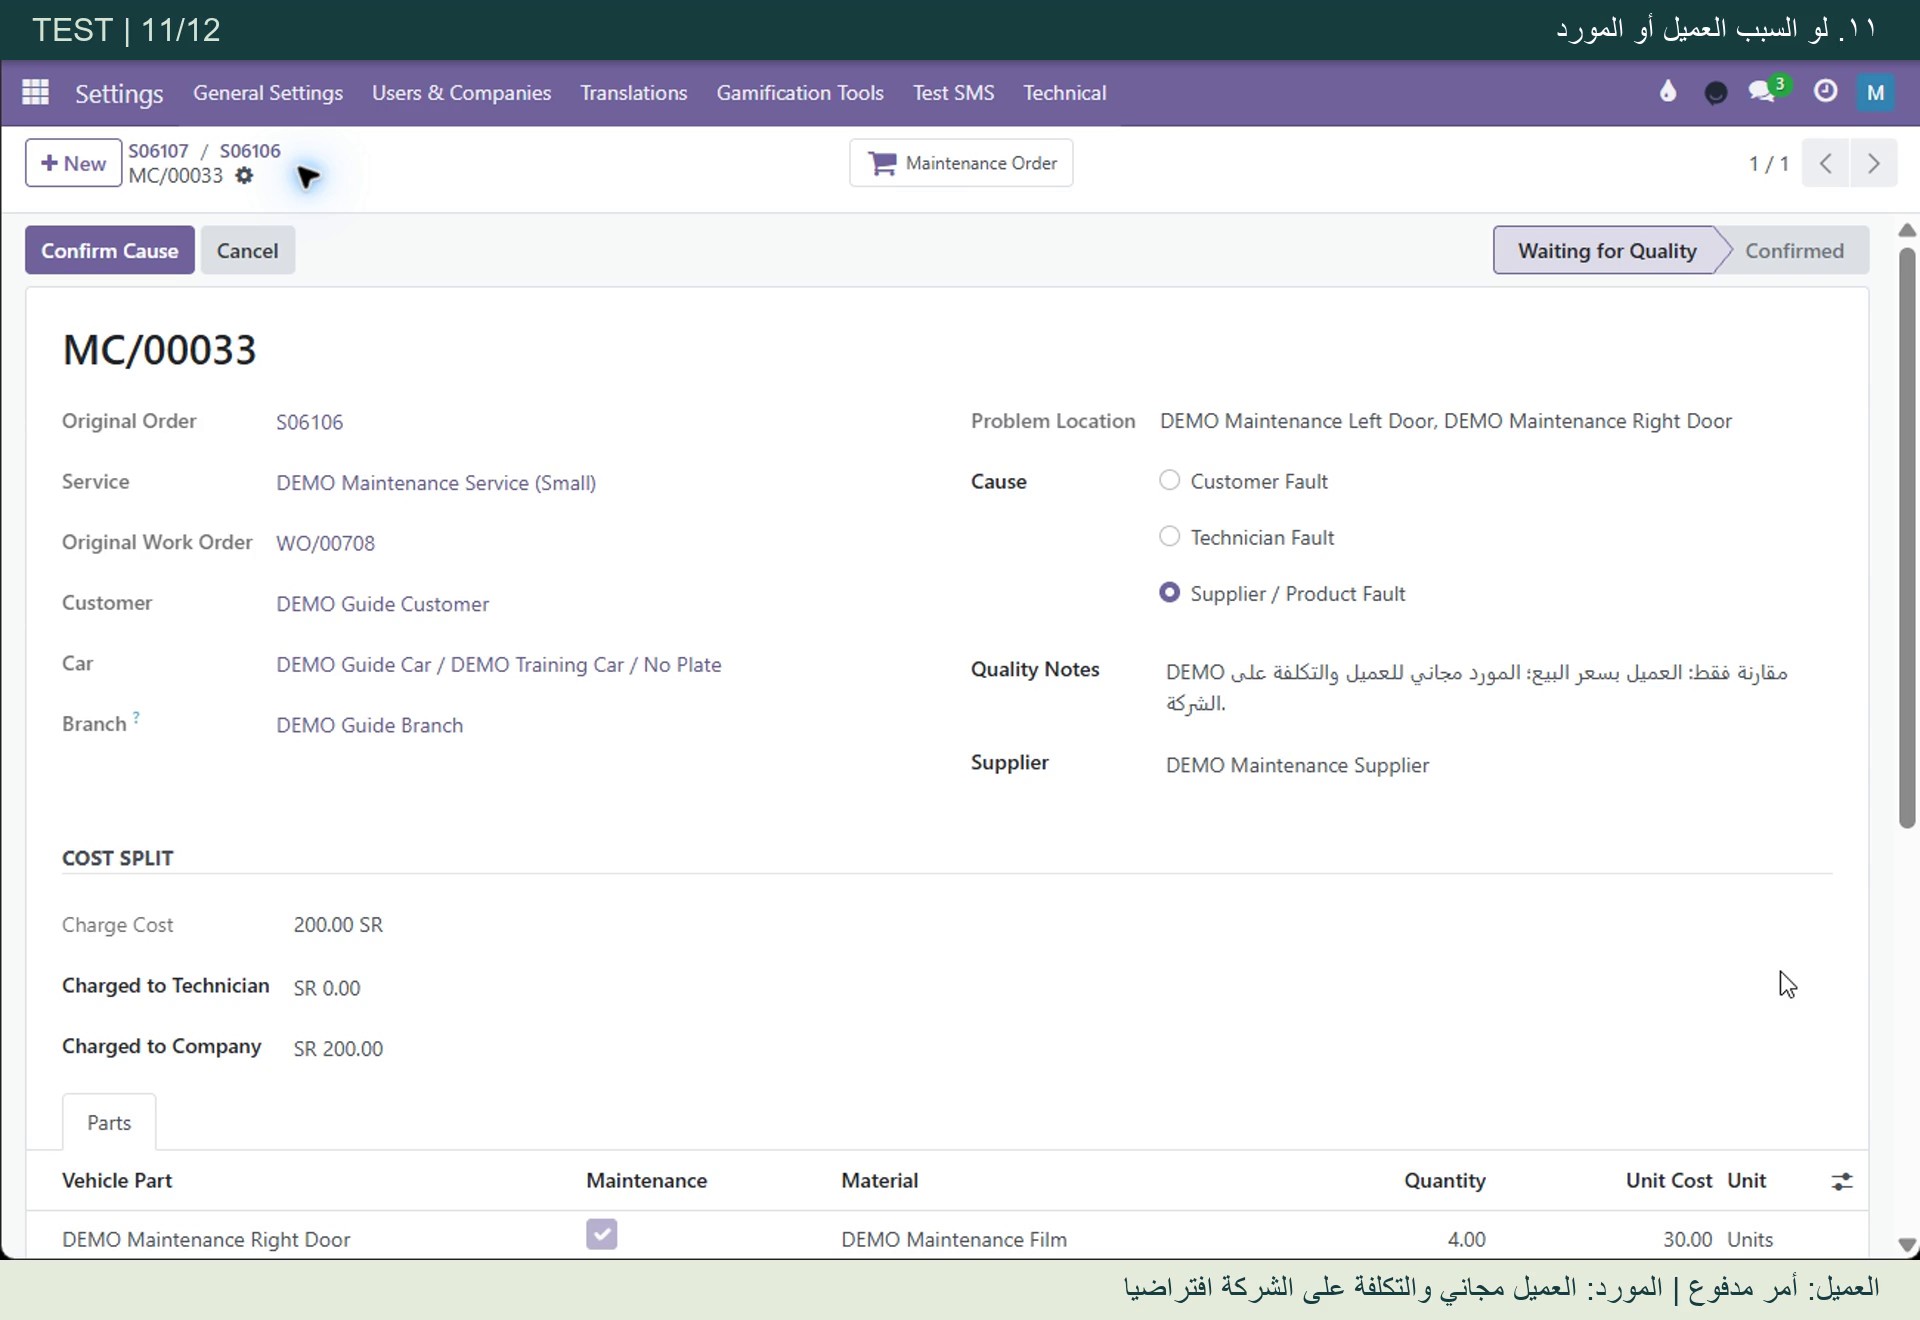 TEST | 11/12
١١. لو السبب العميل أو المورد
Settings General Settings Users & Companies Translations Gamification Tools Test SMS Technical 3 M
New S06107 / S06106
MC/00033
Maintenance Order
1 / 1
Confirm Cause Cancel Waiting for Quality Confirmed
MC/00033
Original Order S06106
Service DEMO Maintenance Service (Small)
Original Work Order WO/00708
Customer DEMO Guide Customer
Car DEMO Guide Car / DEMO Training Car / No Plate
Branch ? DEMO Guide Branch
Problem Location DEMO Maintenance Left Door, DEMO Maintenance Right Door
Cause Customer Fault
Technician Fault
Supplier / Product Fault
Quality Notes DEMO مقارنة فقط: العميل بسعر البيع؛ المورد مجاني للعميل والتكلفة على
الشركة.
Supplier DEMO Maintenance Supplier
COST SPLIT
Charge Cost 200.00 SR
Charged to Technician SR 0.00
Charged to Company SR 200.00
Parts
Vehicle Part Maintenance Material Quantity Unit Cost Unit
DEMO Maintenance Right Door DEMO Maintenance Film 4.00 30.00 Units
العميل: أمر مدفوع | المورد: العميل مجاني والتكلفة على الشركة افتراضيا